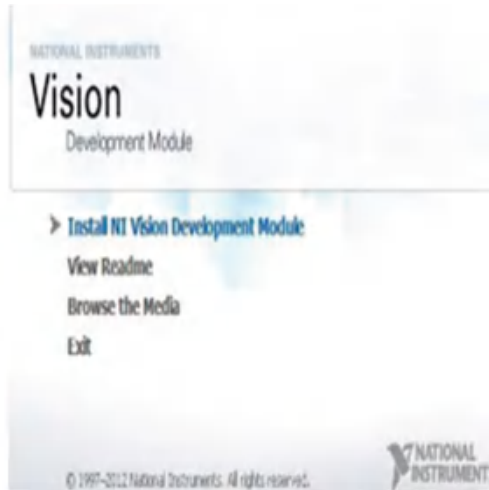 NATIONAL INSTRUMENTS
Vision
Development Module
Install NI Vision Development Module
View Readme
Browse the Media
Exit
© 1997-2012 National Instruments. All rights reserved.
NATIONAL
INSTRUMENT